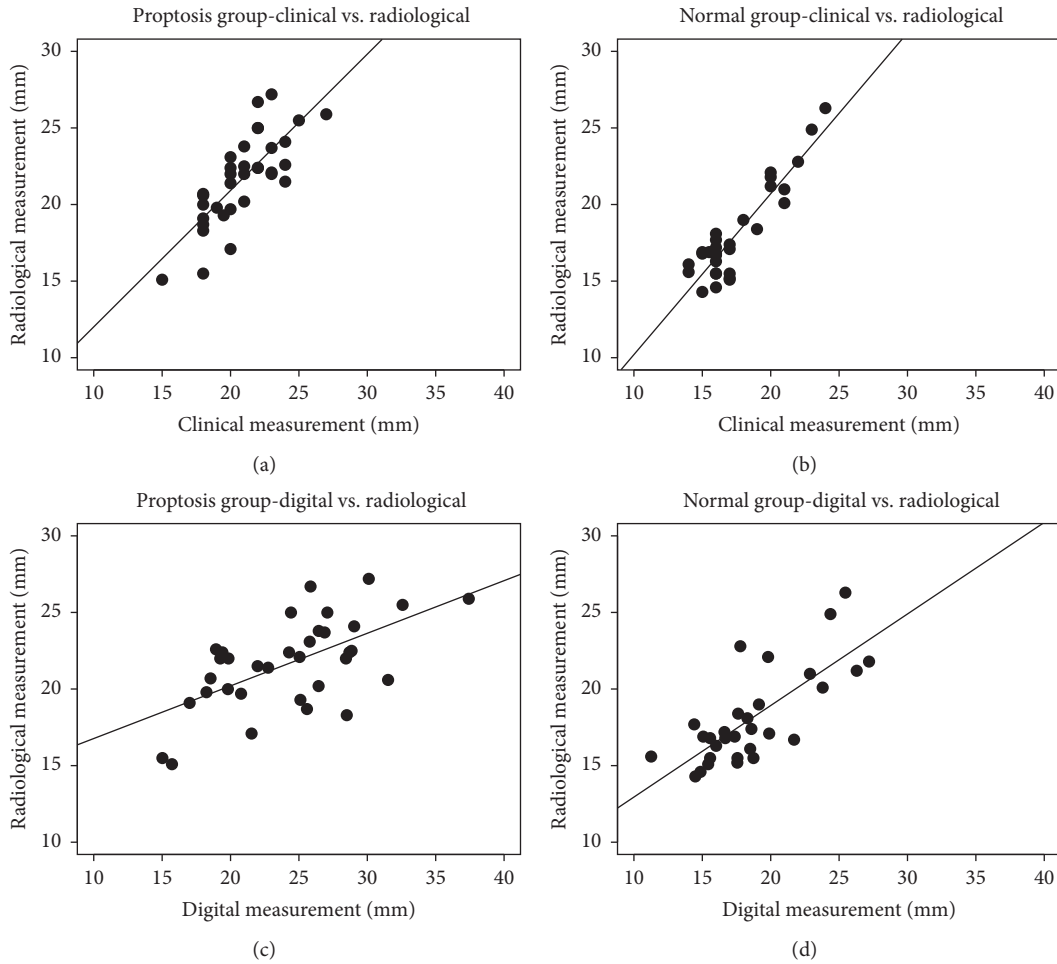 Proptosis group-clinical vs. radiological
30
25
20
15
10
Radiological measurement (mm)
10 15 20 25 30 35 40
Clinical measurement (mm)
(a)
Normal group-clinical vs. radiological
30
25
20
15
10
Radiological measurement (mm)
10 15 20 25 30 35 40
Clinical measurement (mm)
(b)
Proptosis group-digital vs. radiological
30
25
20
15
10
Radiological measurement (mm)
10 15 20 25 30 35 40
Digital measurement (mm)
(c)
Normal group-digital vs. radiological
30
25
20
15
10
Radiological measurement (mm)
10 15 20 25 30 35 40
Digital measurement (mm)
(d)